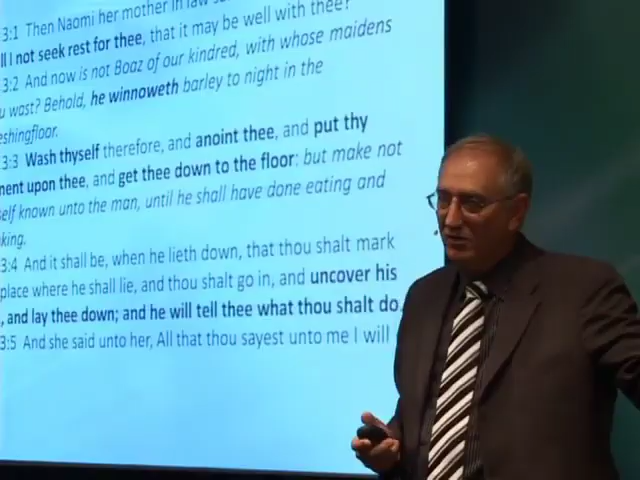 3:1 Then Naomi her mother in law
ll I not seek rest for thee, that it may be well with thee?
3:2 And now is not Boaz of our kindred, with whose maidens
u wast? Behold, he winnoweth barley to night in the
eshingfloor.
3:3 Wash thyself therefore, and anoint thee, and put thy
ment upon thee, and get thee down to the floor: but make not
self known unto the man, until he shall have done eating and
king.
3:4 And it shall be, when he lieth down, that thou shalt mark
place where he shall lie, and thou shalt go in, and uncover his
, and lay thee down; and he will tell thee what thou shalt do.
3:5 And she said unto her, All that thou sayest unto me I will